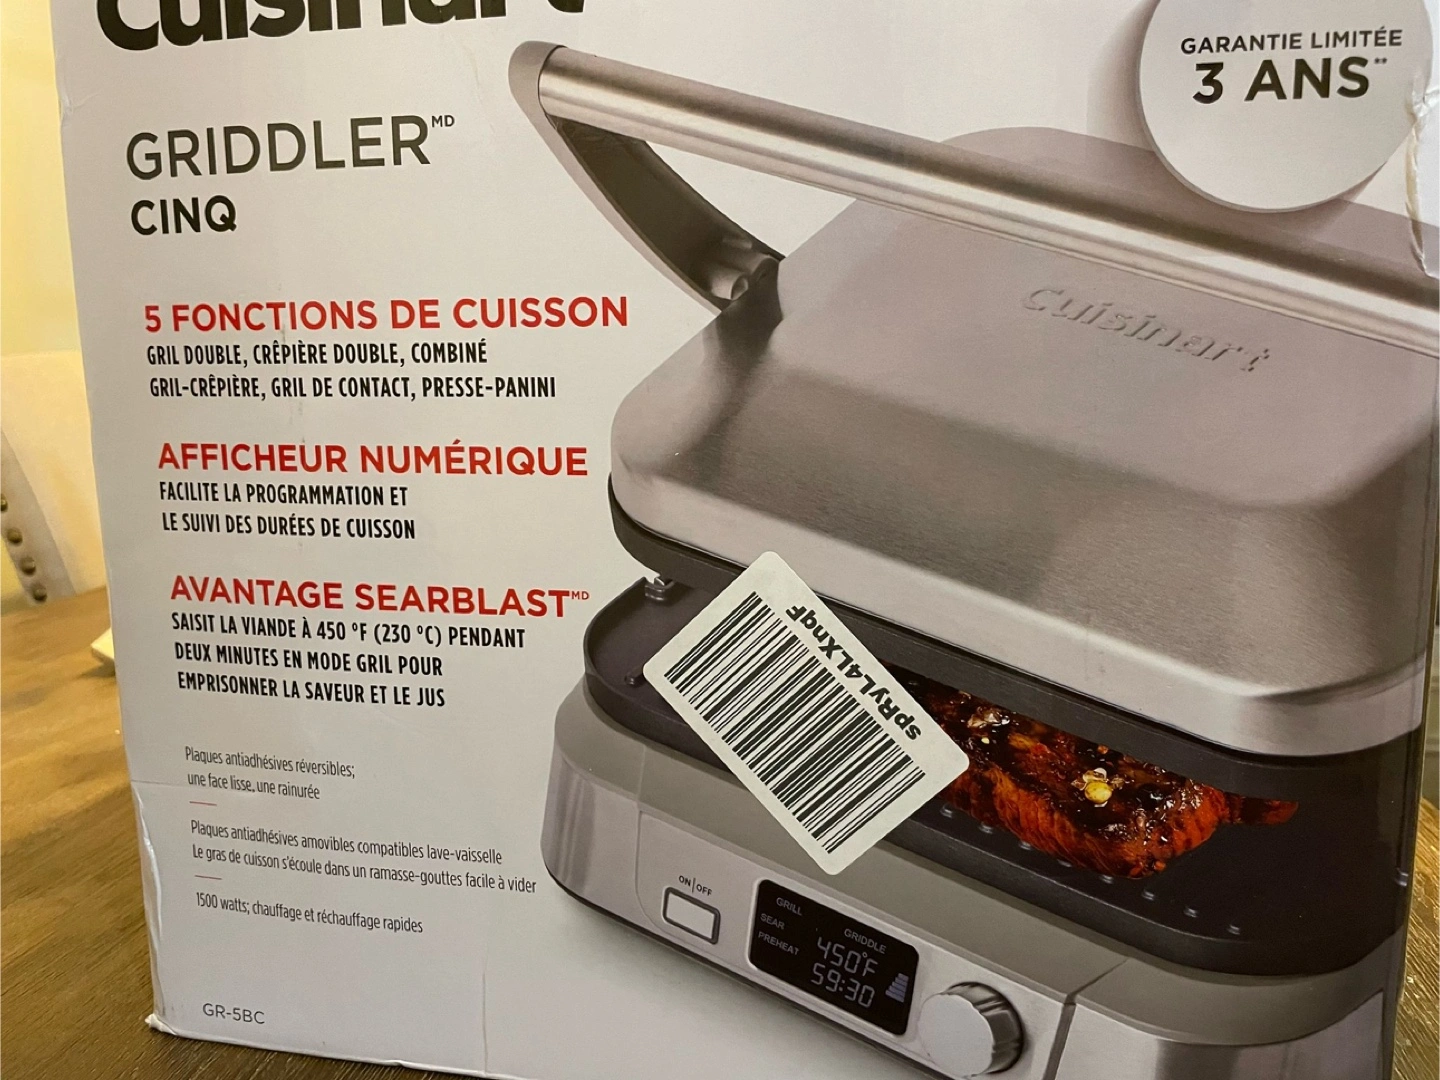 Cuisinart
GRIDDLER MD
CINQ
5 FONCTIONS DE CUISSON
GRIL DOUBLE, CRÊPIÈRE DOUBLE, COMBINÉ
GRIL-CRÊPIÈRE, GRIL DE CONTACT, PRESSE-PANINI
AFFICHEUR NUMÉRIQUE
FACILITE LA PROGRAMMATION ET
LE SUIVI DES DURÉES DE CUISSON
AVANTAGE SEARBLAST MD
SAISIT LA VIANDE À 450 °F (230 °C) PENDANT
DEUX MINUTES EN MODE GRIL POUR
EMPRISONNER LA SAVEUR ET LE JUS
Plaques antiadhésives réversibles;
une face lisse, une rainurée
Plaques antiadhésives amovibles compatibles lave-vaisselle
Le gras de cuisson s'écoule dans un ramasse-gouttes facile à vider
1500 watts; chauffage et réchauffage rapides
GR-5BC
GARANTIE LIMITÉE
3 ANS**
Cuisinart
spRyL4LXnqF
ON|OFF
GRILL
GRIDDLE
SEAR
PREHEAT
450°F
59:30